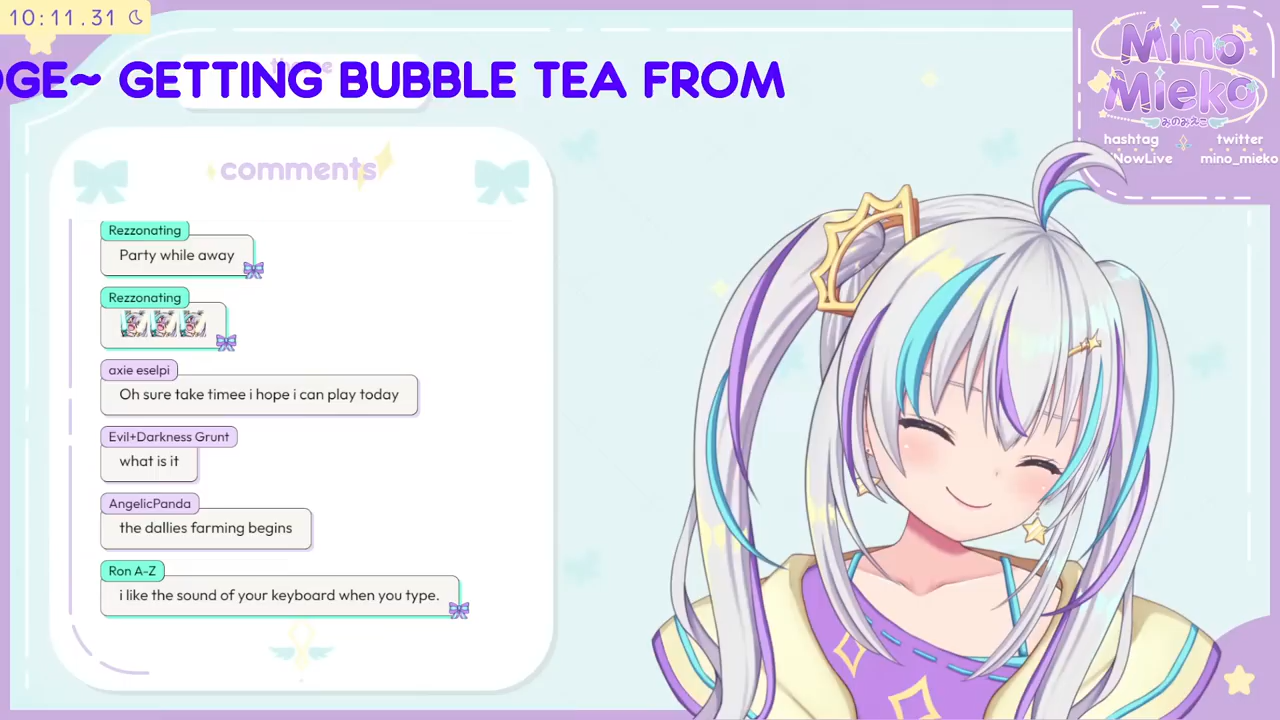 10:11.31
DGE~ GETTING BUBBLE TEA FROM
Mino
Mieko
みのみえこ
hashtag
twitter
NowLive
mino_mieko
comments
Rezzonating
Party while away
Rezzonating
axie eselpi
Oh sure take timee i hope i can play today
Evil+Darkness Grunt
what is it
AngelicPanda
the dallies farming begins
Ron A-Z
i like the sound of your keyboard when you type.